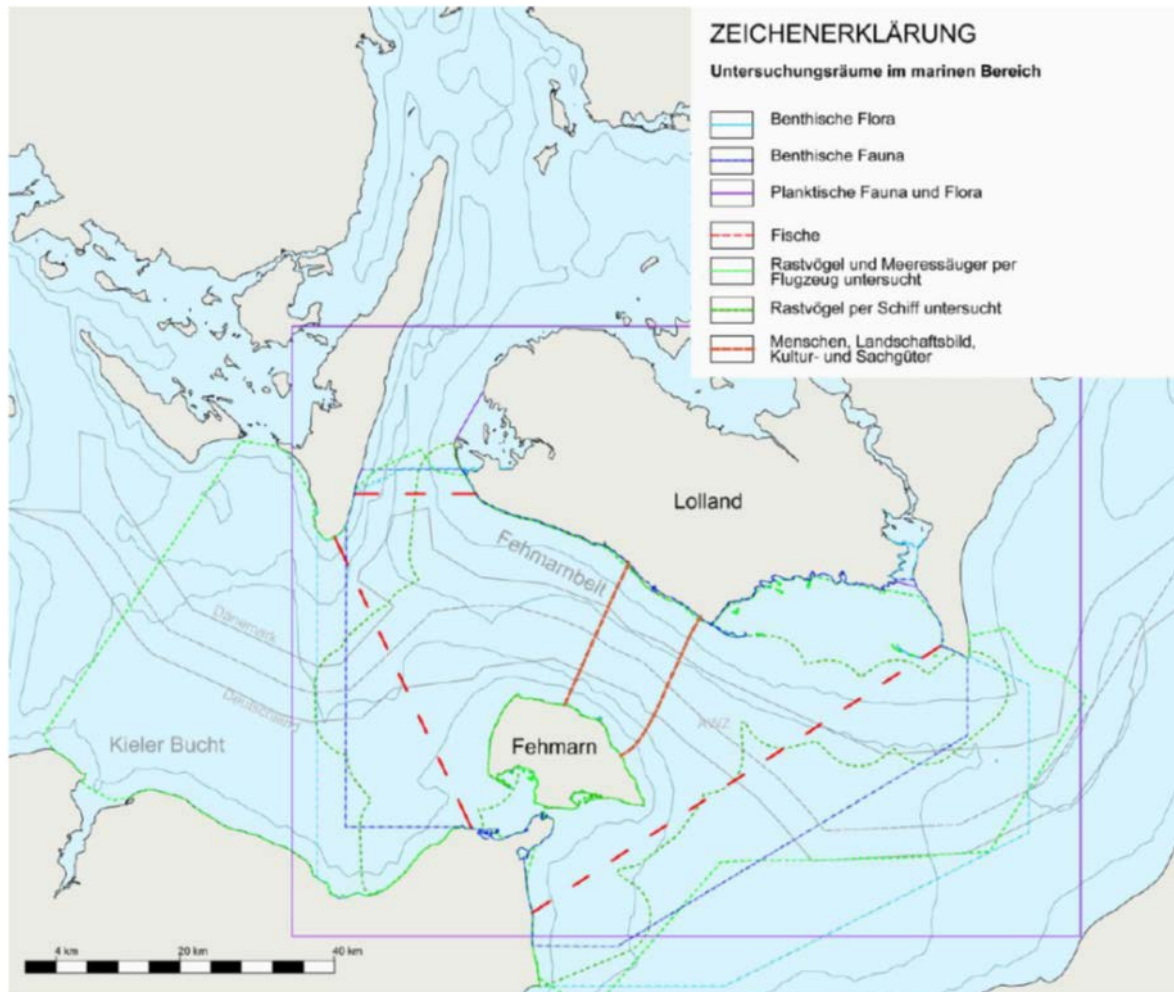 ZEICHENERKLÄRUNG
Untersuchungsräume im marinen Bereich
Benthische Flora
Benthische Fauna
Planktische Fauna und Flora
Fische
Rastvögel und Meeressäuger per
Flugzeug untersucht
Rastvögel per Schiff untersucht
Menschen, Landschaftsbild,
Kultur- und Sachgüter
Lolland
Fehmarnbelt
Dänemark
Deutschland
AWZ
Kieler Bucht
Fehmarn
4 km
20 km
40 km